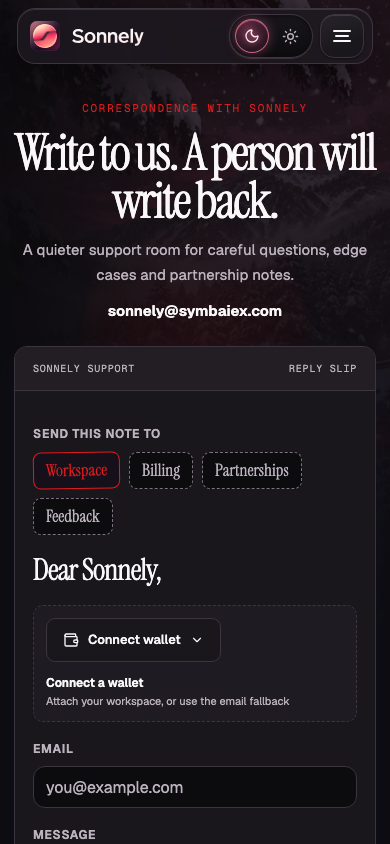 Sonnely
CORRESPONDENCE WITH SONNELY
Write to us. A person will
write back.
A quieter support room for careful questions, edge
cases and partnership notes.
sonnely@symbaiex.com
SONNELY SUPPORT
REPLY SLIP
SEND THIS NOTE TO
Workspace
Billing
Partnerships
Feedback
Dear Sonnely,
Connect wallet
Connect a wallet
Attach your workspace, or use the email fallback
EMAIL
you@example.com
MESSAGE